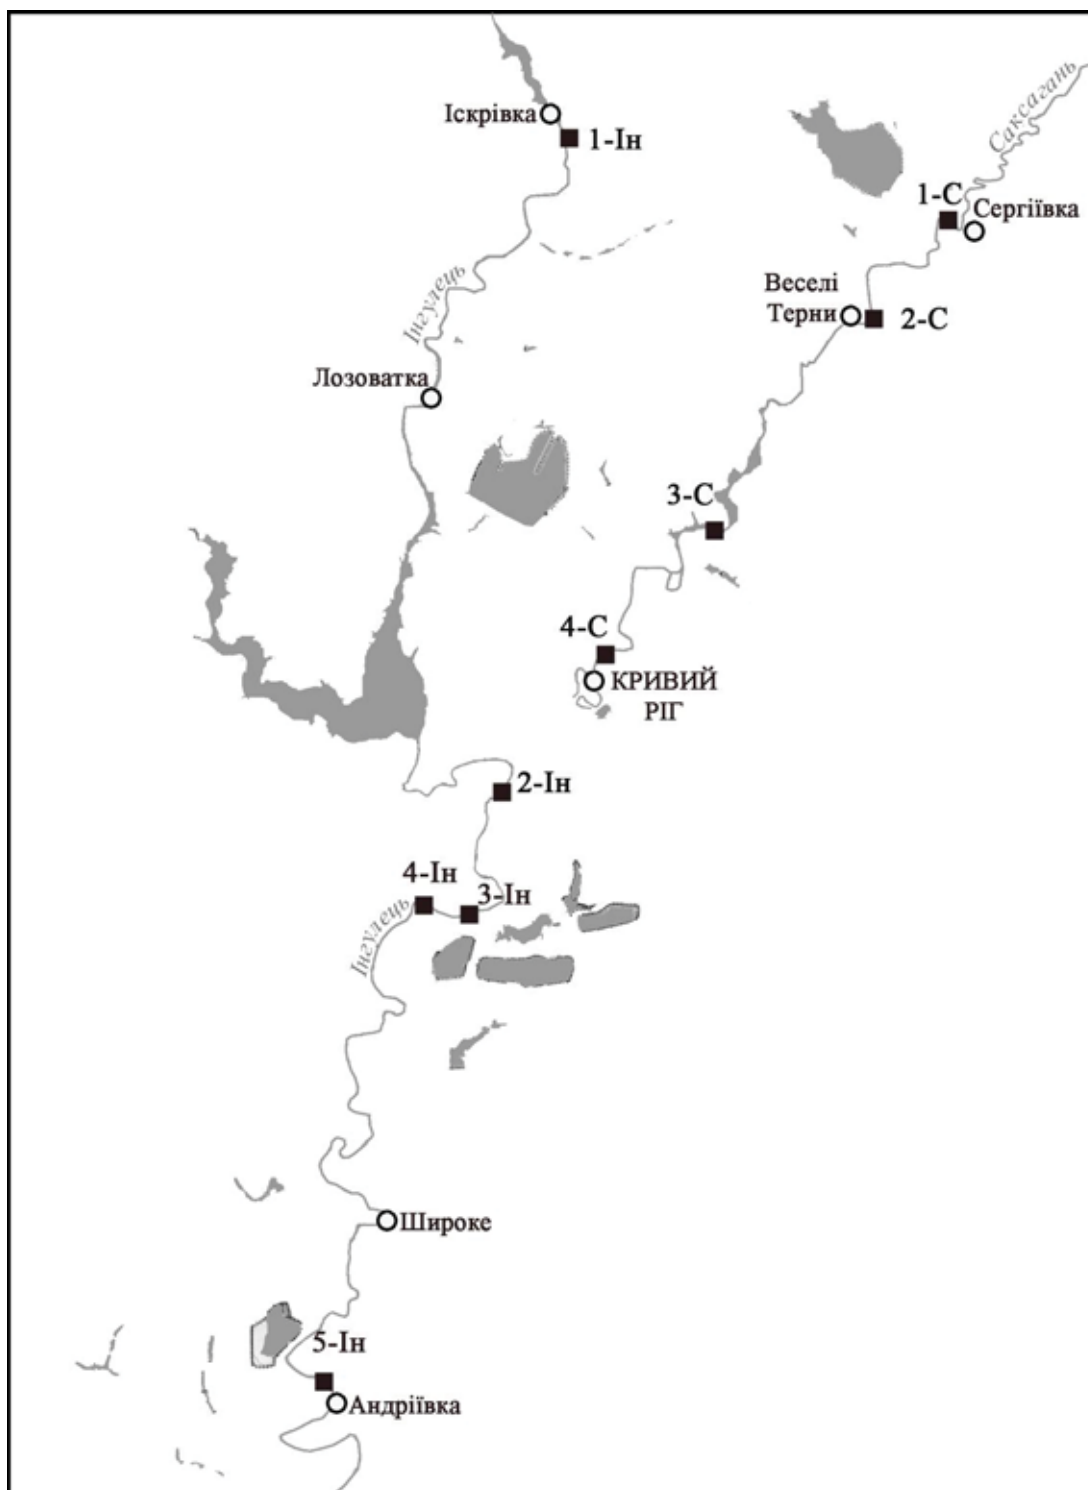 Саксагань
Іскрівка
1-Ін
1-С
Сергіївка
Веселі
Терни
2-С
Інгулець
Лозоватка
3-С
4-С
КРИВИЙ
РІГ
2-Ін
4-Ін
3-Ін
Інгулець
Широке
5-Ін
Андріївка